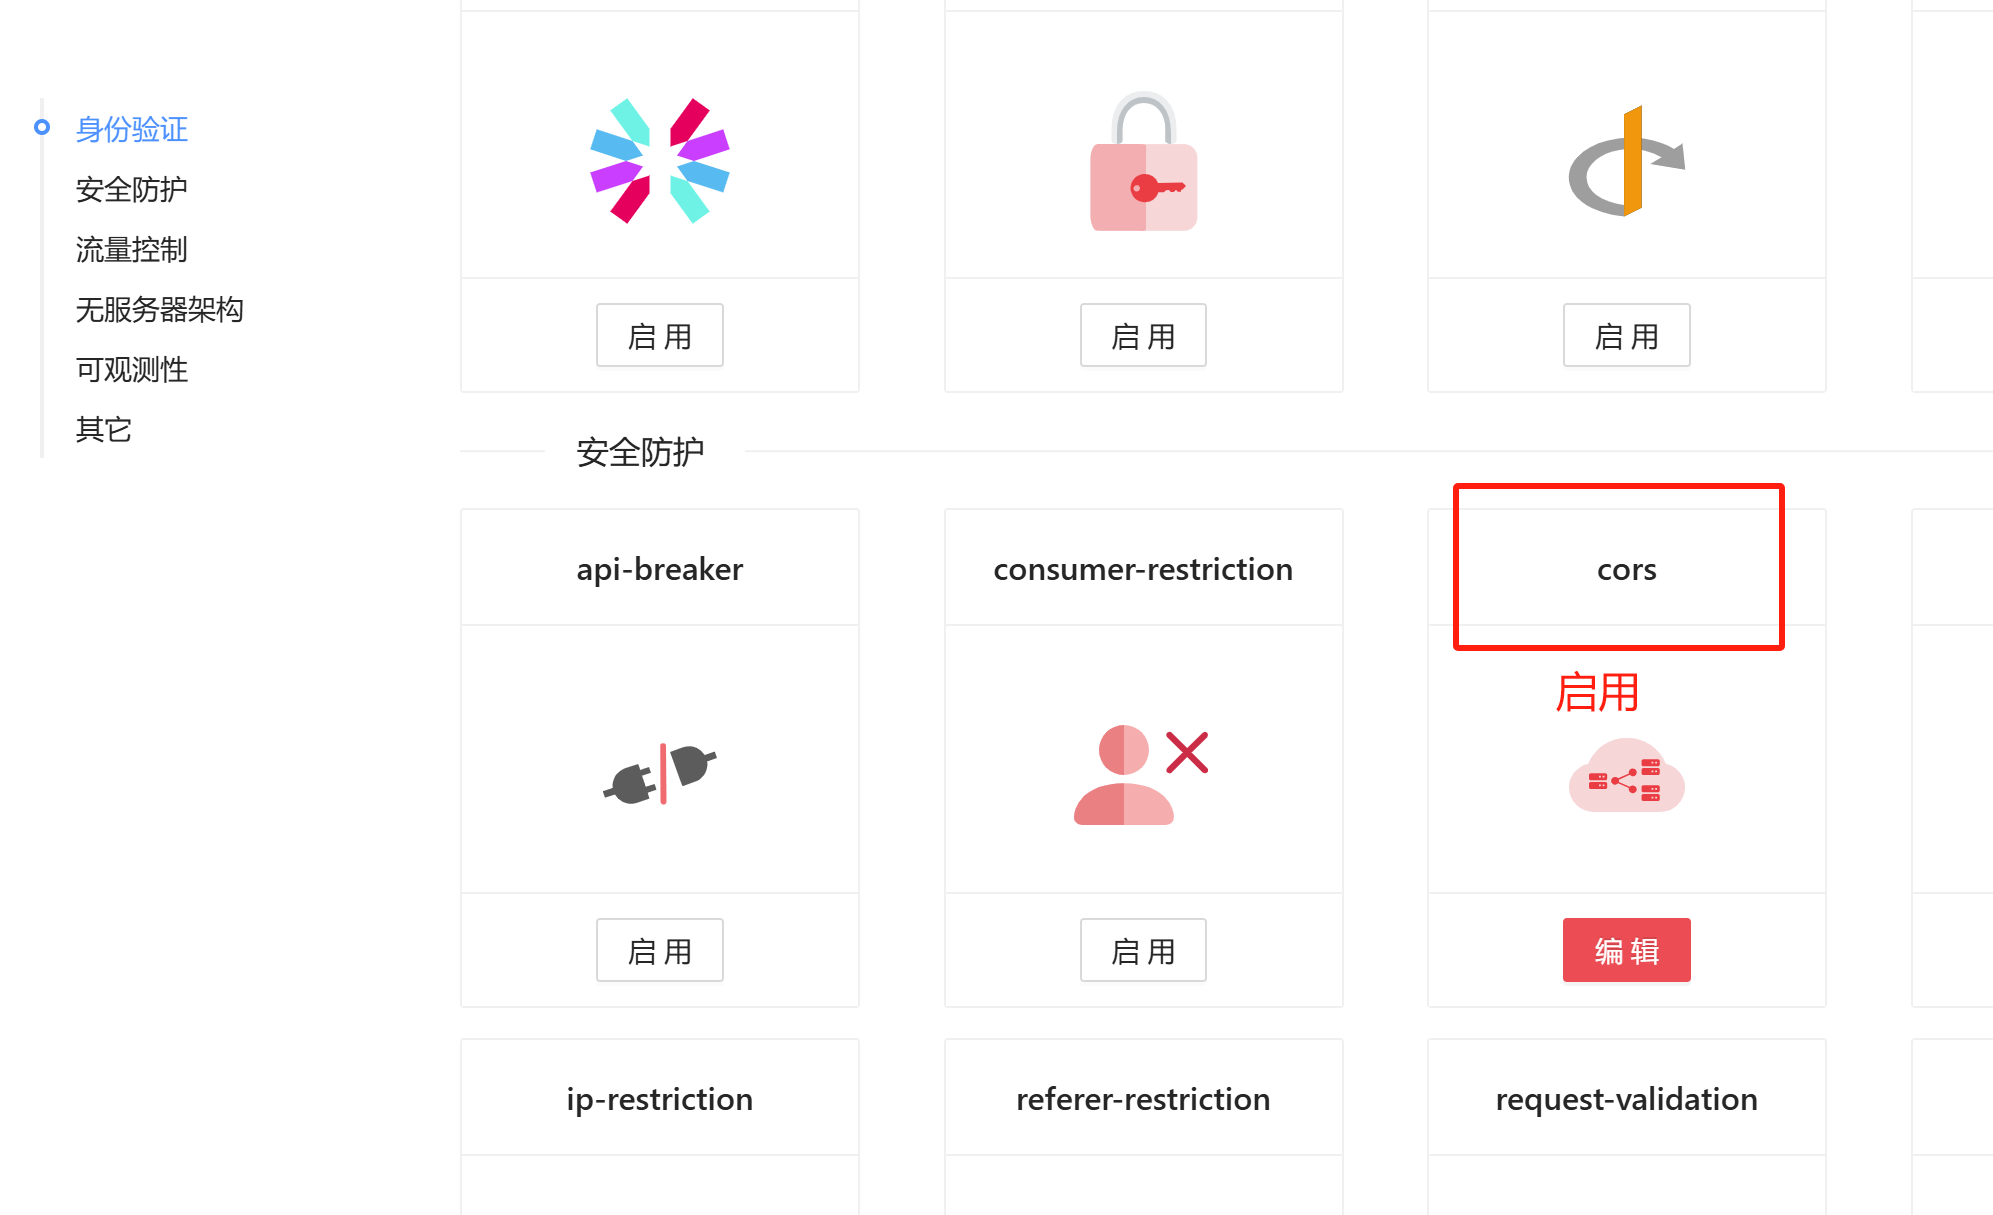 身份验证
安全防护
流量控制
无服务器架构
可观测性
其它
启用
启用
启用
安全防护
api-breaker
consumer-restriction
cors
启用
启用
启用
编辑
ip-restriction
referer-restriction
request-validation